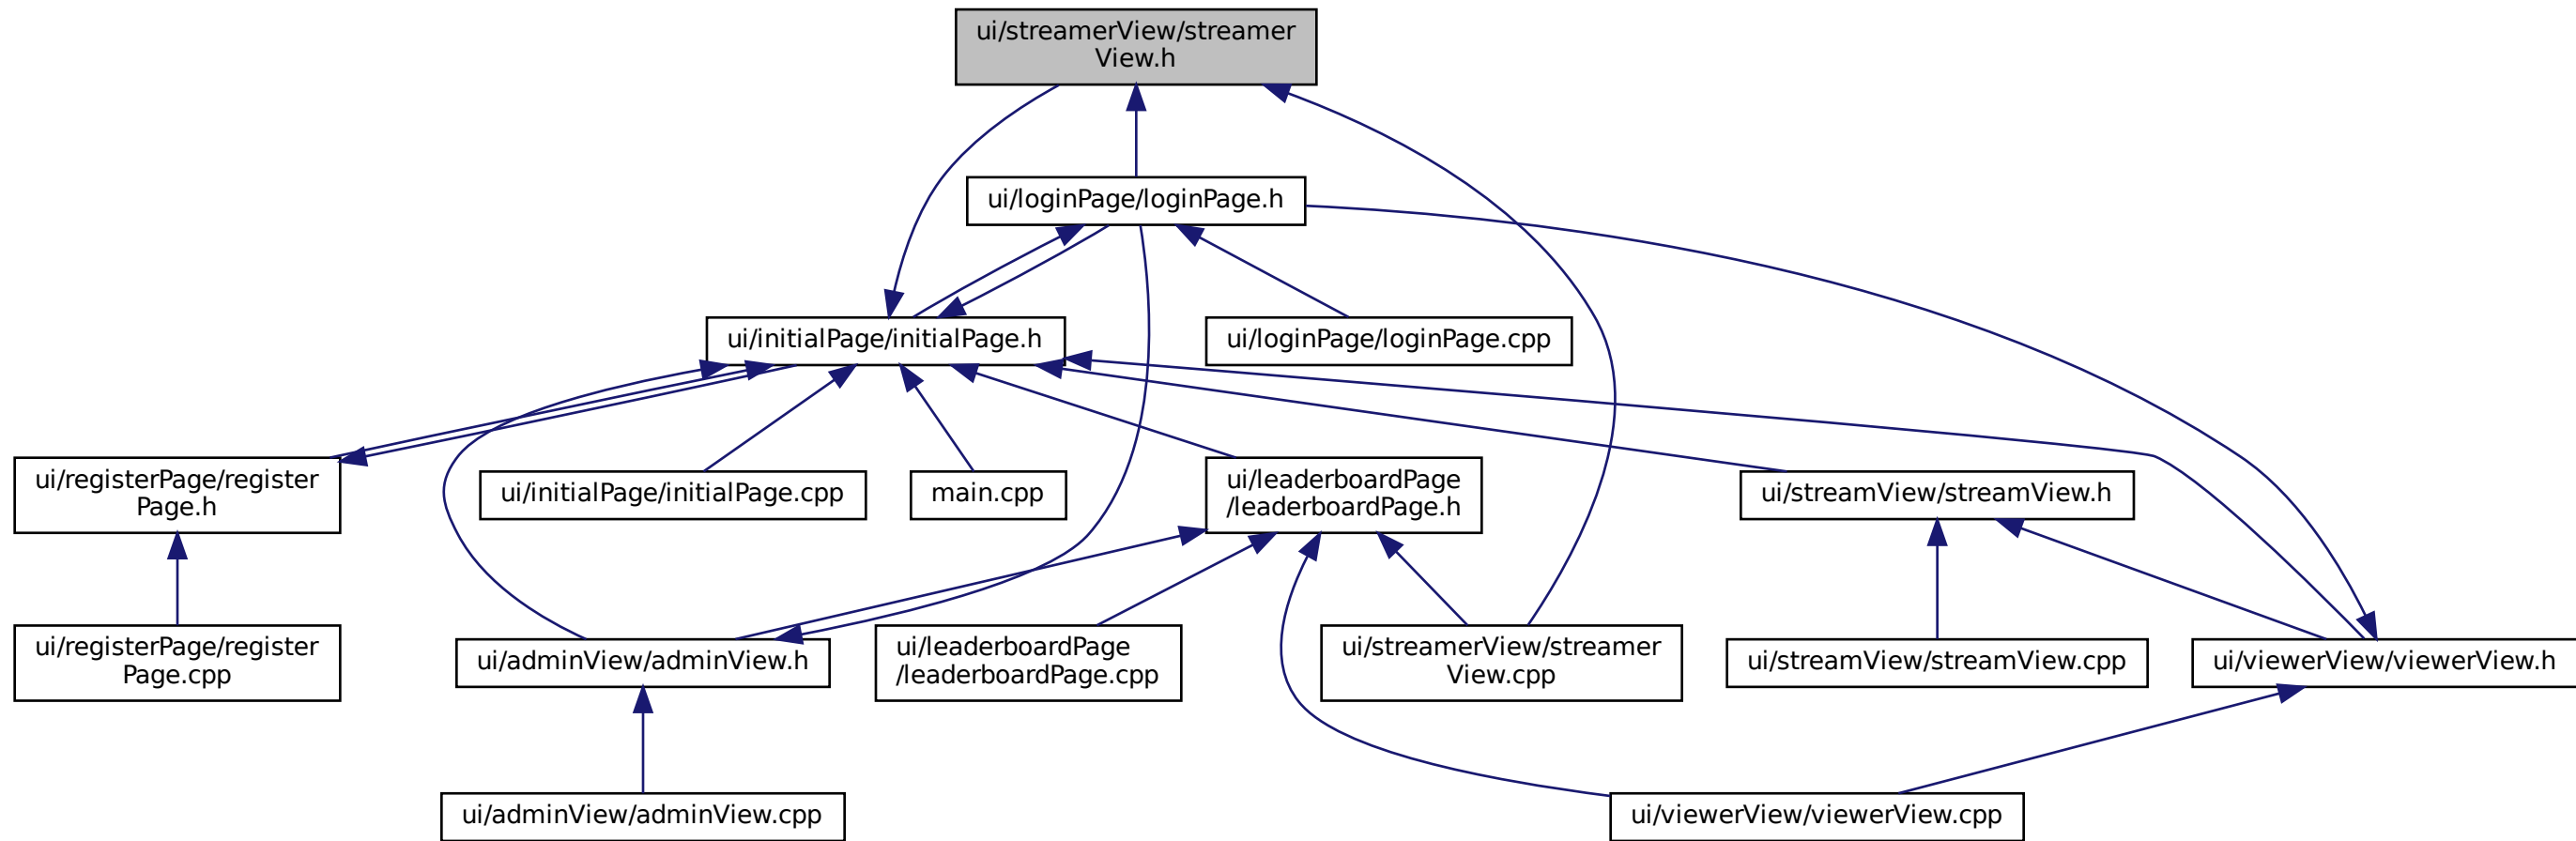 ui/streamerView/streamer
View.h
ui/loginPage/loginPage.h
ui/initialPage/initialPage.h
ui/loginPage/loginPage.cpp
ui/registerPage/register
Page.h
ui/initialPage/initialPage.cpp
main.cpp
ui/leaderboardPage
/leaderboardPage.h
ui/streamView/streamView.h
ui/registerPage/register
Page.cpp
ui/adminView/adminView.h
ui/leaderboardPage
/leaderboardPage.cpp
ui/streamerView/streamer
View.cpp
ui/streamView/streamView.cpp
ui/viewerView/viewerView.h
ui/adminView/adminView.cpp
ui/viewerView/viewerView.cpp